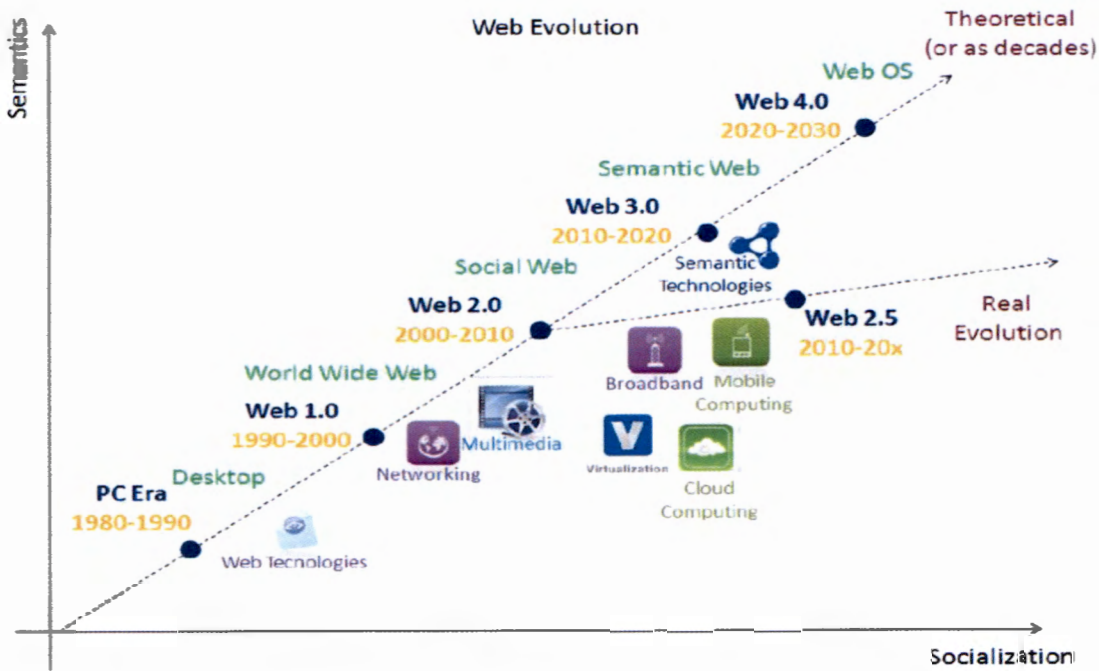 Web Evolution
Semantics
Theoretical
(or as decades)
Web OS
Web 4.0
2020-2030
Semantic Web
Web 3.0
2010-2020
Semantic
Technologies
Social Web
Web 2.0
2000-2010
Web 2.5
2010-20x
Real
Evolution
Broadband
Mobile
Computing
World Wide Web
Web 1.0
1990-2000
Networking
Multimedia
V
Virtualization
Cloud
Computing
Desktop
PC Era
1980-1990
Web Tecnologies
Socialization